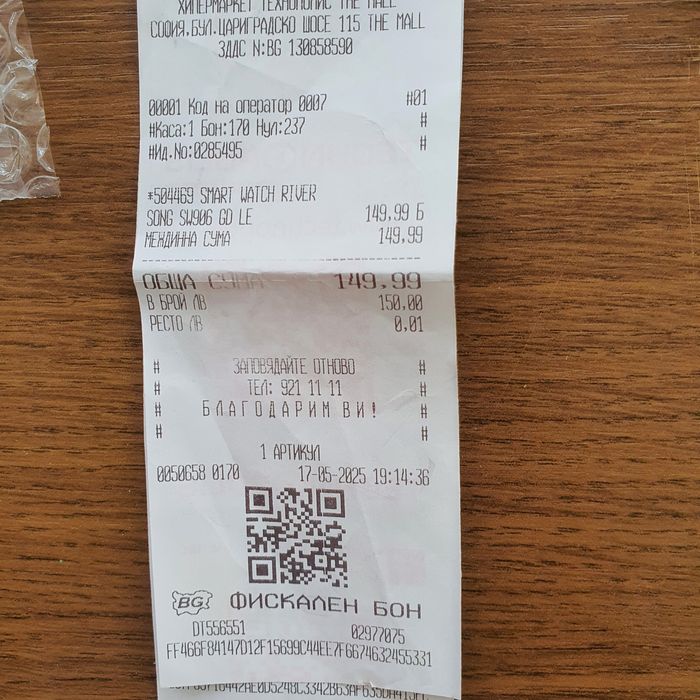 ХИПЕРМАРКЕТ ТЕХНОПОЛИС THE MALL
СОФИЯ,БУЛ.ЦАРИГРАДСКО ШОСЕ 115 THE MALL
ЗДДС N:BG 130858590
00001 Код на оператор 0007 #01
#Каса:1 Бон:170 Нул:237 #
#Ид.No:0285495 #
*504469 SMART WATCH RIVER
SONG SW906 GD LE 149,99 Б
МЕЖДИННА СУМА 149,99
ОБЩА СУМА 149,99
В БРОЙ ЛВ 150,00
РЕСТО ЛВ 0,01
# ЗАПОВЯДАЙТЕ ОТНОВО #
# ТЕЛ: 921 11 11 #
# Б Л А Г О Д А Р И М В И ! #
# #
1 АРТИКУЛ
0050658 0170 17-05-2025 19:14:36
BG ФИСКАЛЕН БОН
DT556551 02977075
FF466F84147D12F15699C44EE7F6674632455331